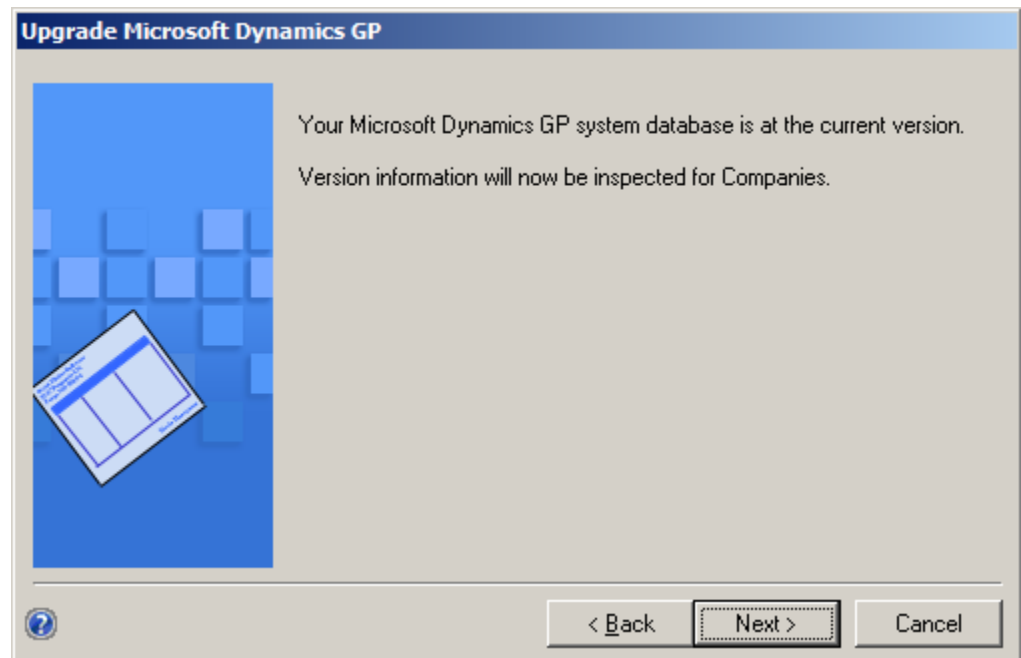 Upgrade Microsoft Dynamics GP
Your Microsoft Dynamics GP system database is at the current version.
Version information will now be inspected for Companies.
?
< Back
Next >
Cancel